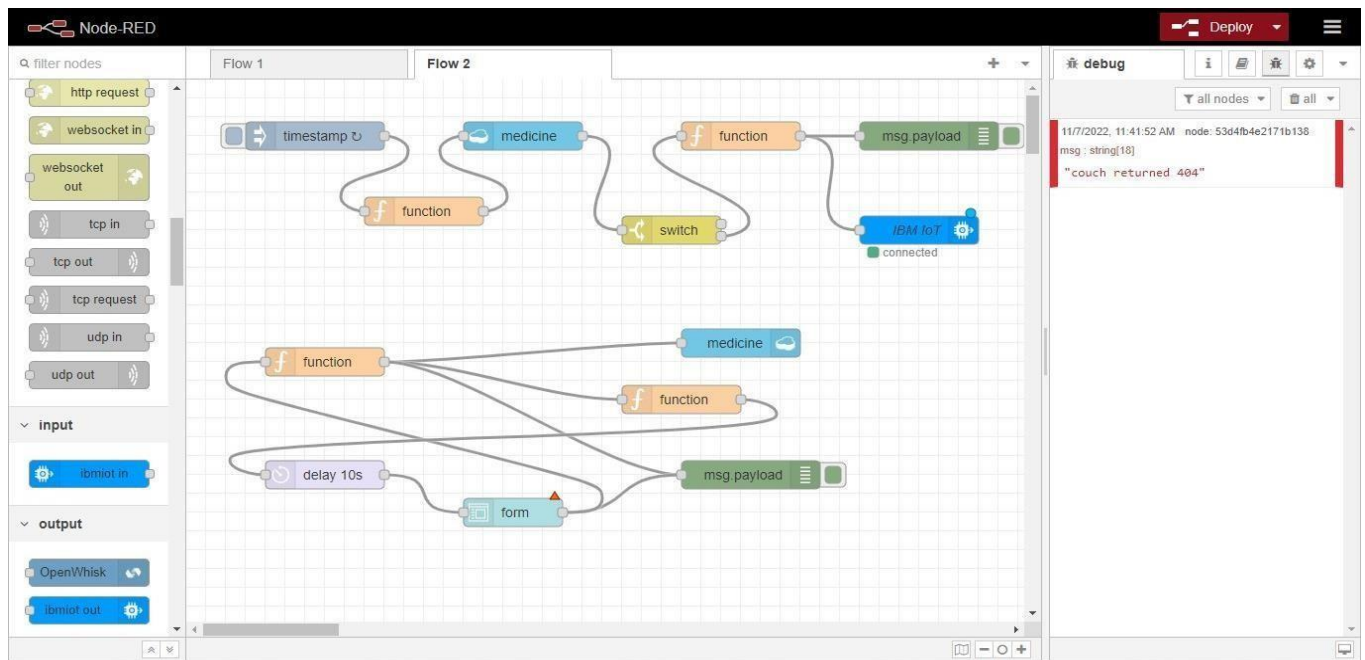 Node-RED
Deploy
filter nodes
Flow 1
Flow 2
debug
i
all nodes
all
http request
websocket in
websocket
out
tcp in
tcp out
tcp request
udp in
udp out
input
ibmiot in
output
OpenWhisk
ibmiot out
timestamp ↻
medicine
function
msg.payload
function
switch
IBM IoT
connected
function
medicine
function
delay 10s
msg.payload
form
11/7/2022, 11:41:52 AM node: 53d4fb4e2171b138
msg : string[18]
"couch returned 404"